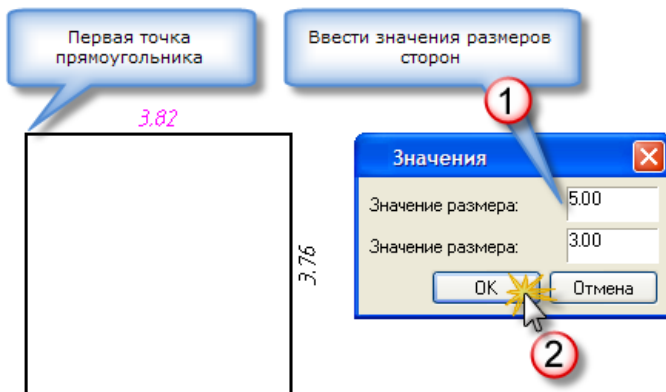 Первая точка
прямоугольника
Ввести значения размеров
сторон
1
3.82
Значения
Значение размера: 5.00
3.76
Значение размера: 3.00
OK Отмена
2